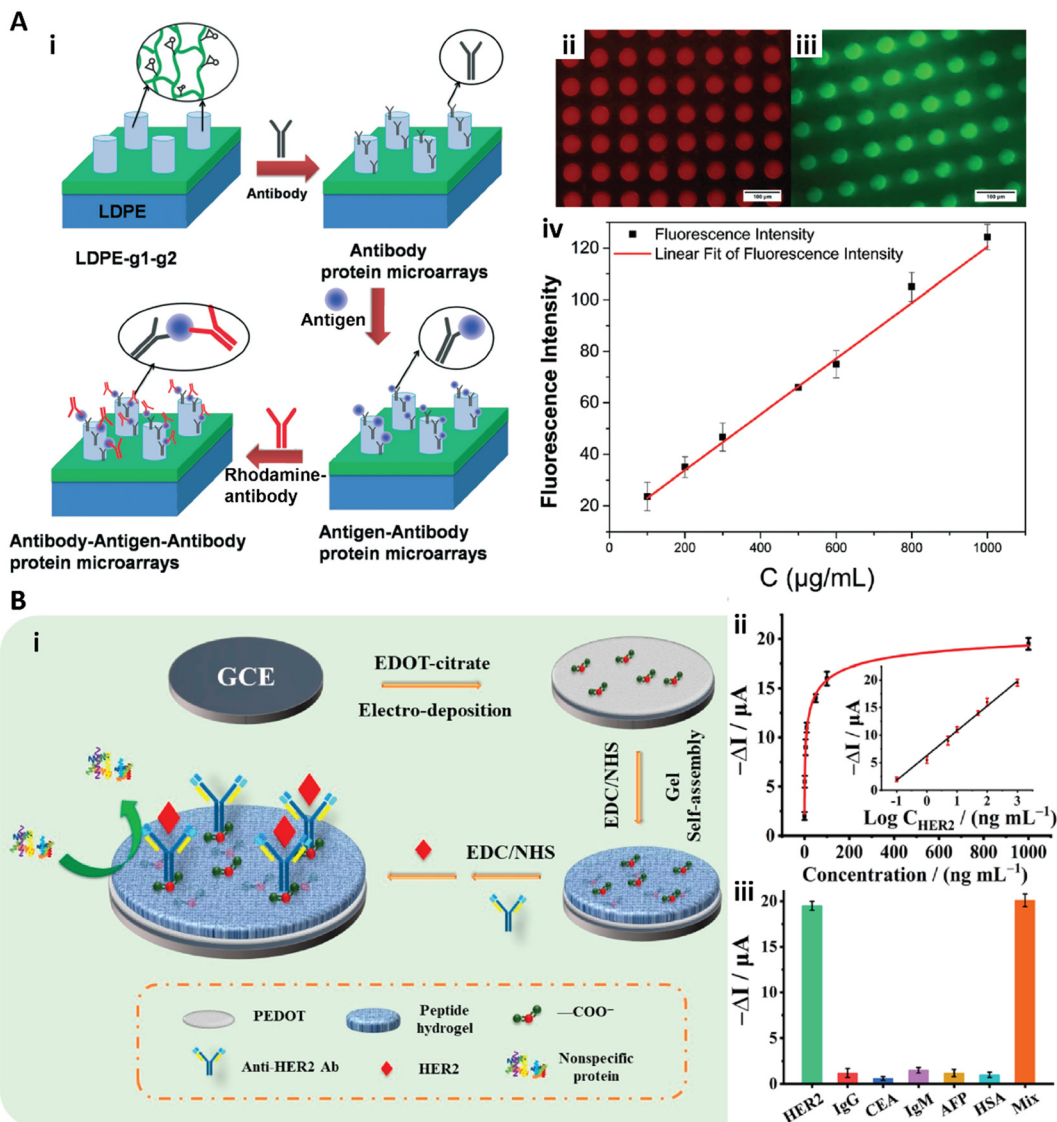 A
i
LDPE
LDPE-g1-g2
Antibody
Antibody
protein microarrays
Antigen
Rhodamine-
antibody
Antibody-Antigen-Antibody
protein microarrays
Antigen-Antibody
protein microarrays
ii
100 μm
iii
100 μm
iv
Fluorescence Intensity
Linear Fit of Fluorescence Intensity
Fluorescence Intensity
120
100
80
60
40
20
0
200
400
600
800
1000
C (μg/mL)
B
i
GCE
EDOT-citrate
Electro-deposition
EDC/NHS
Gel
Self-assembly
EDC/NHS
PEDOT
Peptide
hydrogel
—COO⁻
Anti-HER2 Ab
HER2
Nonspecific
protein
ii
−ΔI / μA
20
15
10
5
0
0
200
400
600
800
1000
Concentration / (ng mL⁻¹)
−ΔI / μA
25
20
15
10
5
0
-1
0
1
2
3
Log C_HER2 / (ng mL⁻¹)
iii
−ΔI / μA
20
15
10
5
0
HER2
IgG
CEA
IgM
AFP
HSA
Mix